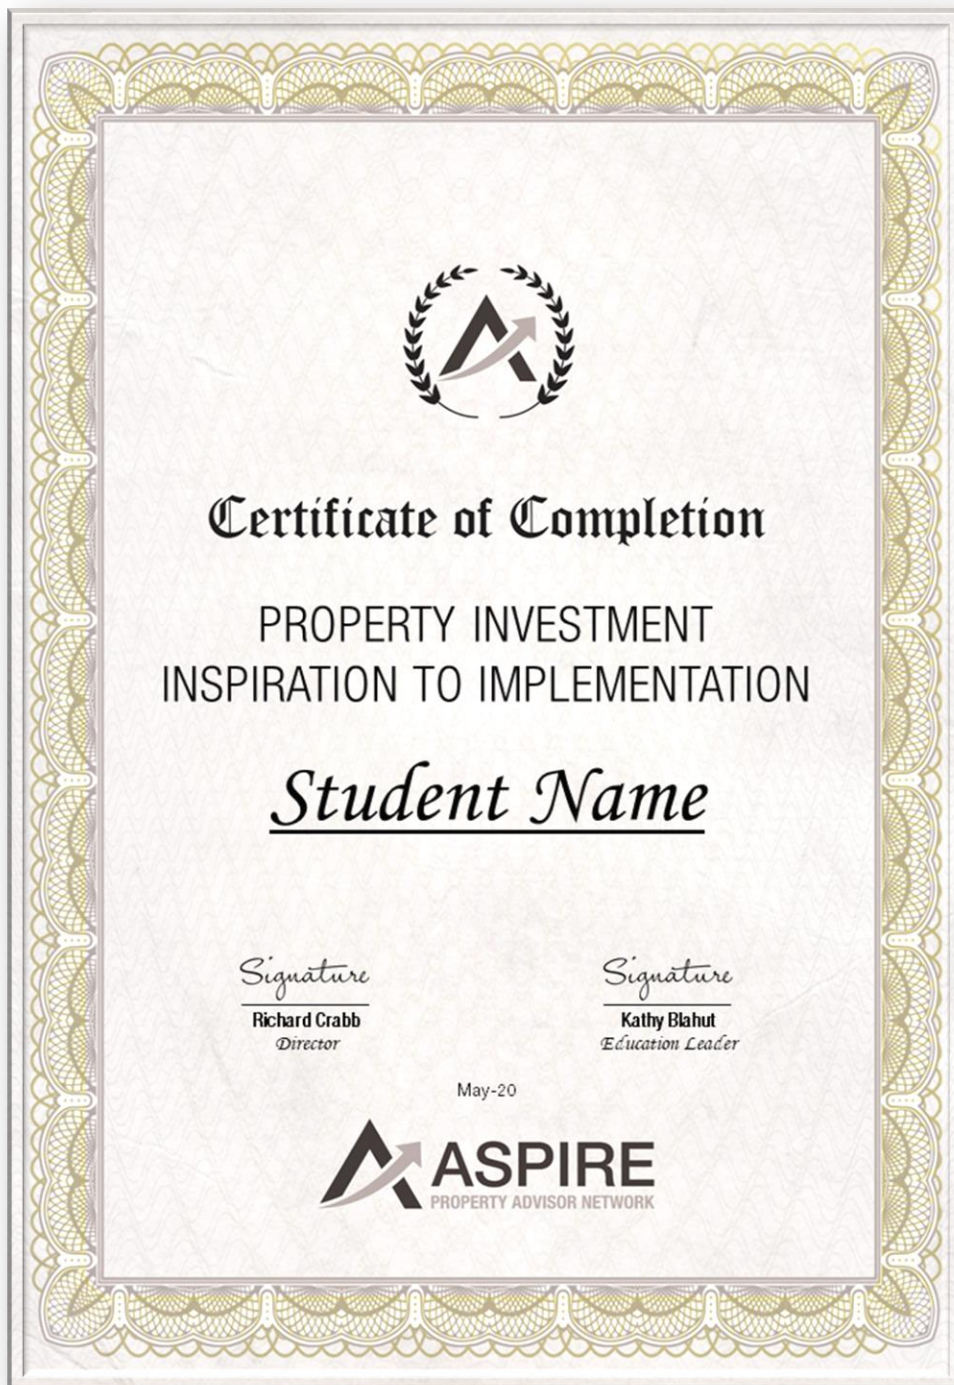 Certificate of Completion
PROPERTY INVESTMENT
INSPIRATION TO IMPLEMENTATION
Student Name
Signature
Richard Crabb
Director
Signature
Kathy Blahut
Education Leader
May-20
ASPIRE
PROPERTY ADVISOR NETWORK